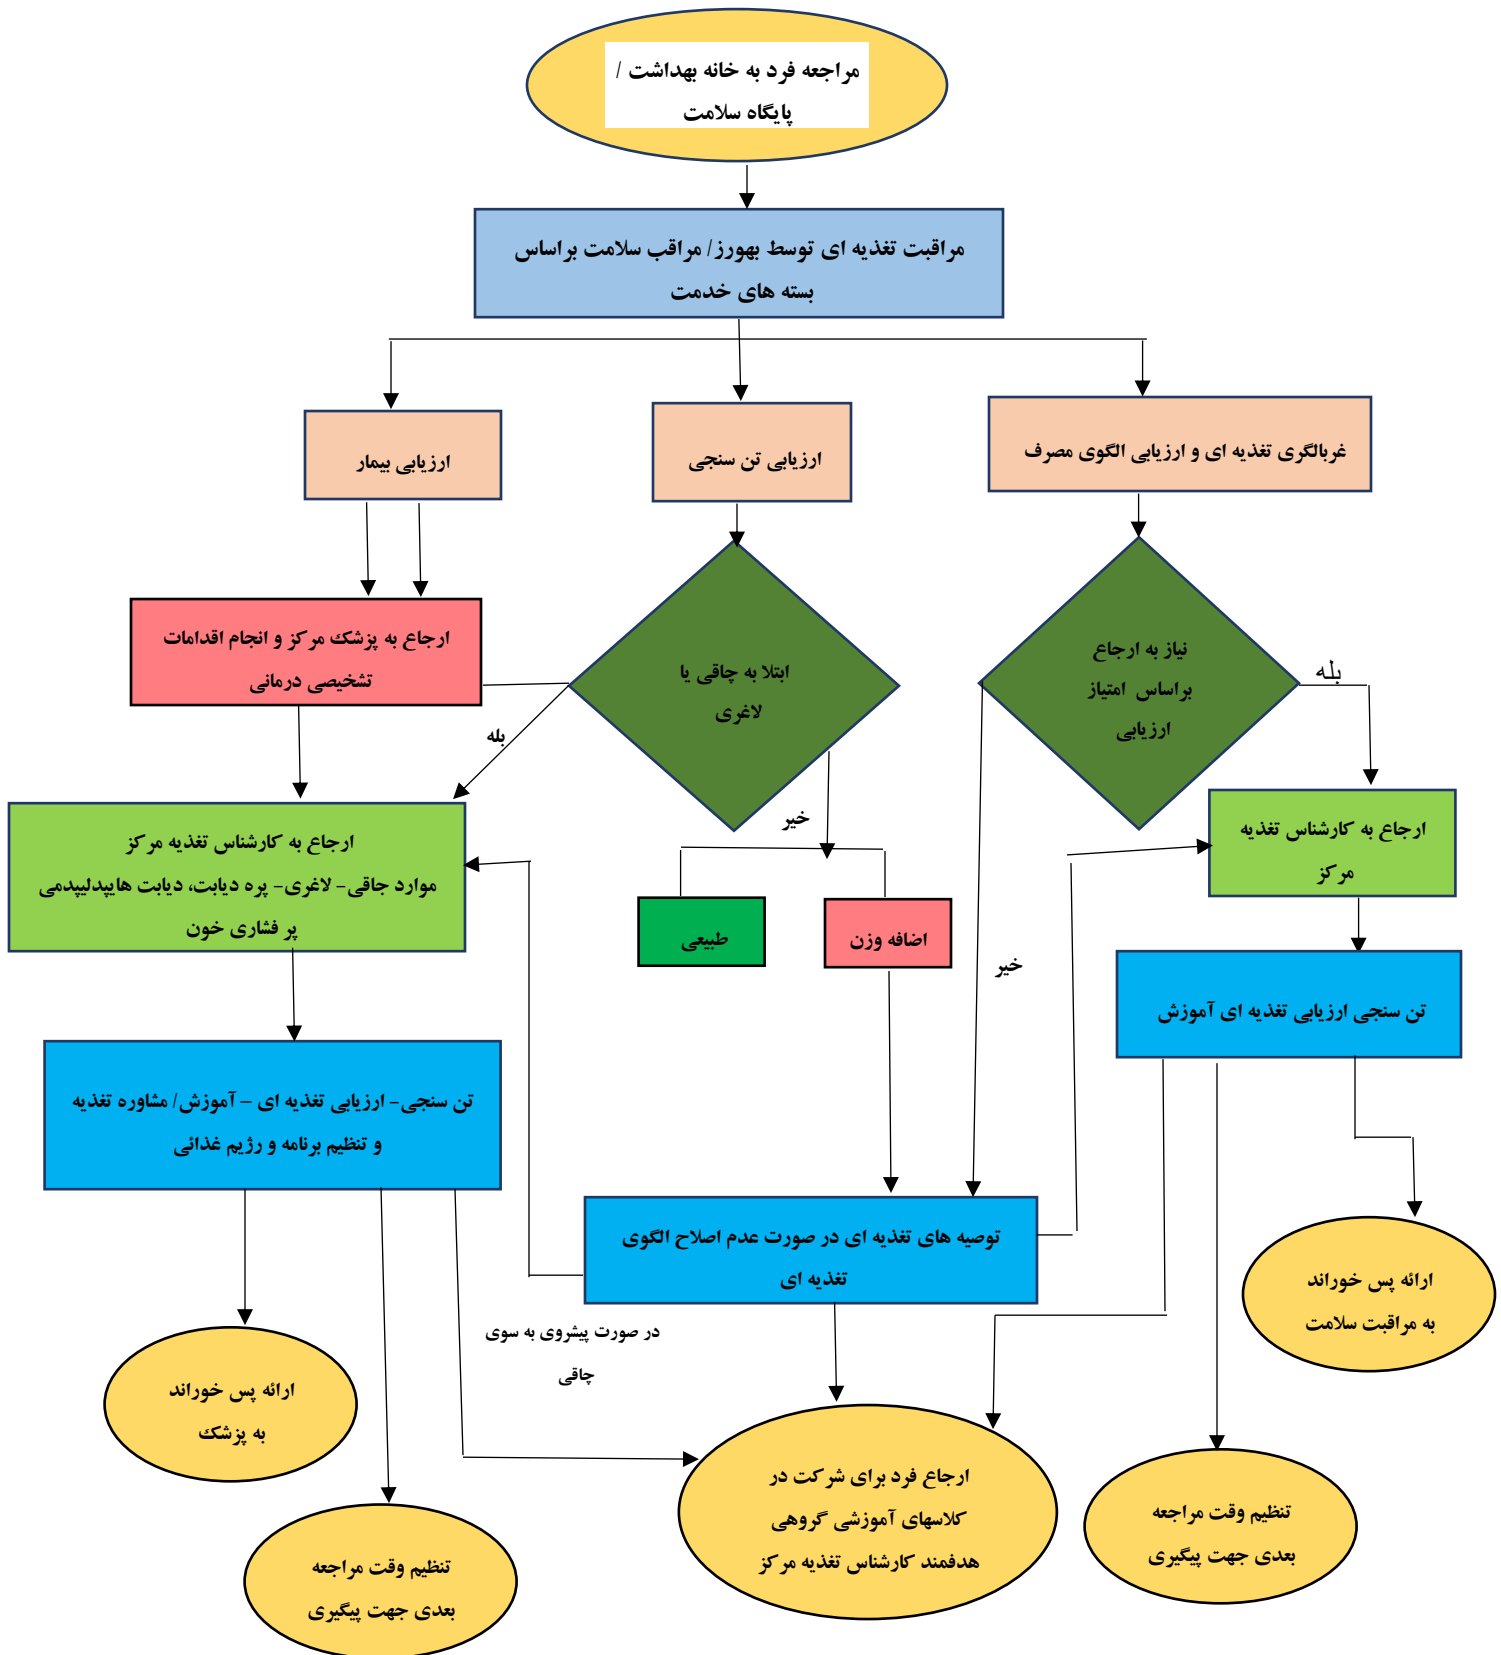 مراجعه فرد به خانه بهداشت /
پایگاه سلامت
مراقبت تغذیه ای توسط بهورز/ مراقب سلامت براساس
بسته های خدمت
غربالگری تغذیه ای و ارزیابی الگوی مصرف
ارزیابی تن سنجی
ارزیابی بیمار
نیاز به ارجاع
براساس امتیاز
ارزیابی
بله
ابتلا به چاقی یا
لاغری
بله
خیر
ارجاع به پزشک مرکز و انجام اقدامات
تشخیصی درمانی
ارجاع به کارشناس تغذیه
مرکز
ارجاع به کارشناس تغذیه مرکز
موارد جاقی- لاغری- پره دیابت، دیابت هایپدلیپدمی
پر فشاری خون
اضافه وزن
طبیعی
خیر
تن سنجی ارزیابی تغذیه ای آموزش
تن سنجی- ارزیابی تغذیه ای – آموزش/ مشاوره تغذیه
و تنظیم برنامه و رژیم غذائی
توصیه های تغذیه ای در صورت عدم اصلاح الگوی
تغذیه ای
ارائه پس خوراند
به مراقبت سلامت
در صورت پیشروی به سوی
چاقی
ارائه پس خوراند
به پزشک
ارجاع فرد برای شرکت در
کلاسهای آموزشی گروهی
هدفمند کارشناس تغذیه مرکز
تنظیم وقت مراجعه
بعدی جهت پیگیری
تنظیم وقت مراجعه
بعدی جهت پیگیری